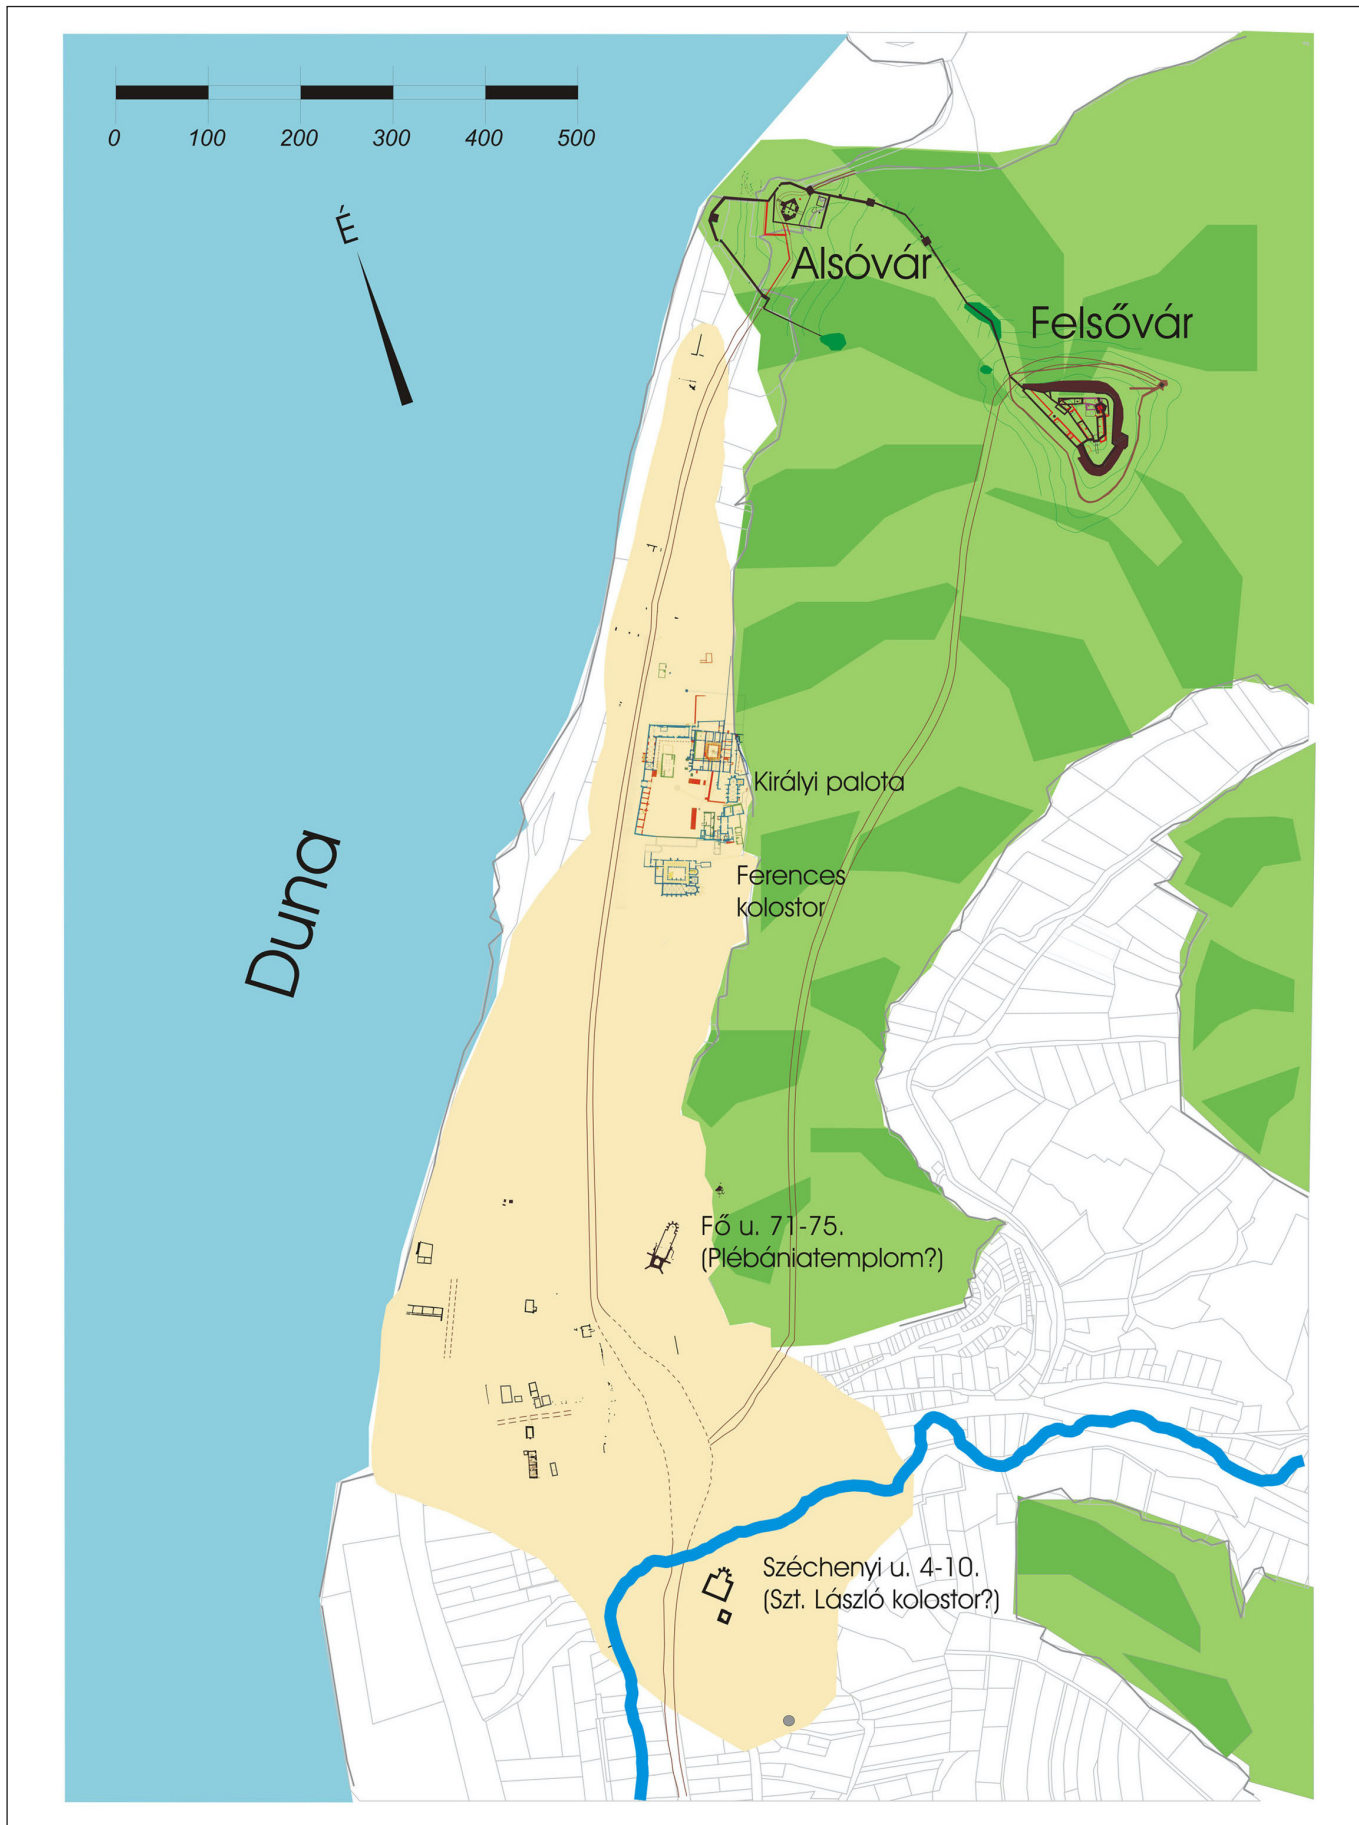 0 100 200 300 400 500
É
Alsóvár
Felsővár
Királyi palota
Ferences
kolostor
Duna
Fő u. 71-75.
(Plébániatemplom?)
Széchenyi u. 4-10.
(Szt. László kolostor?)